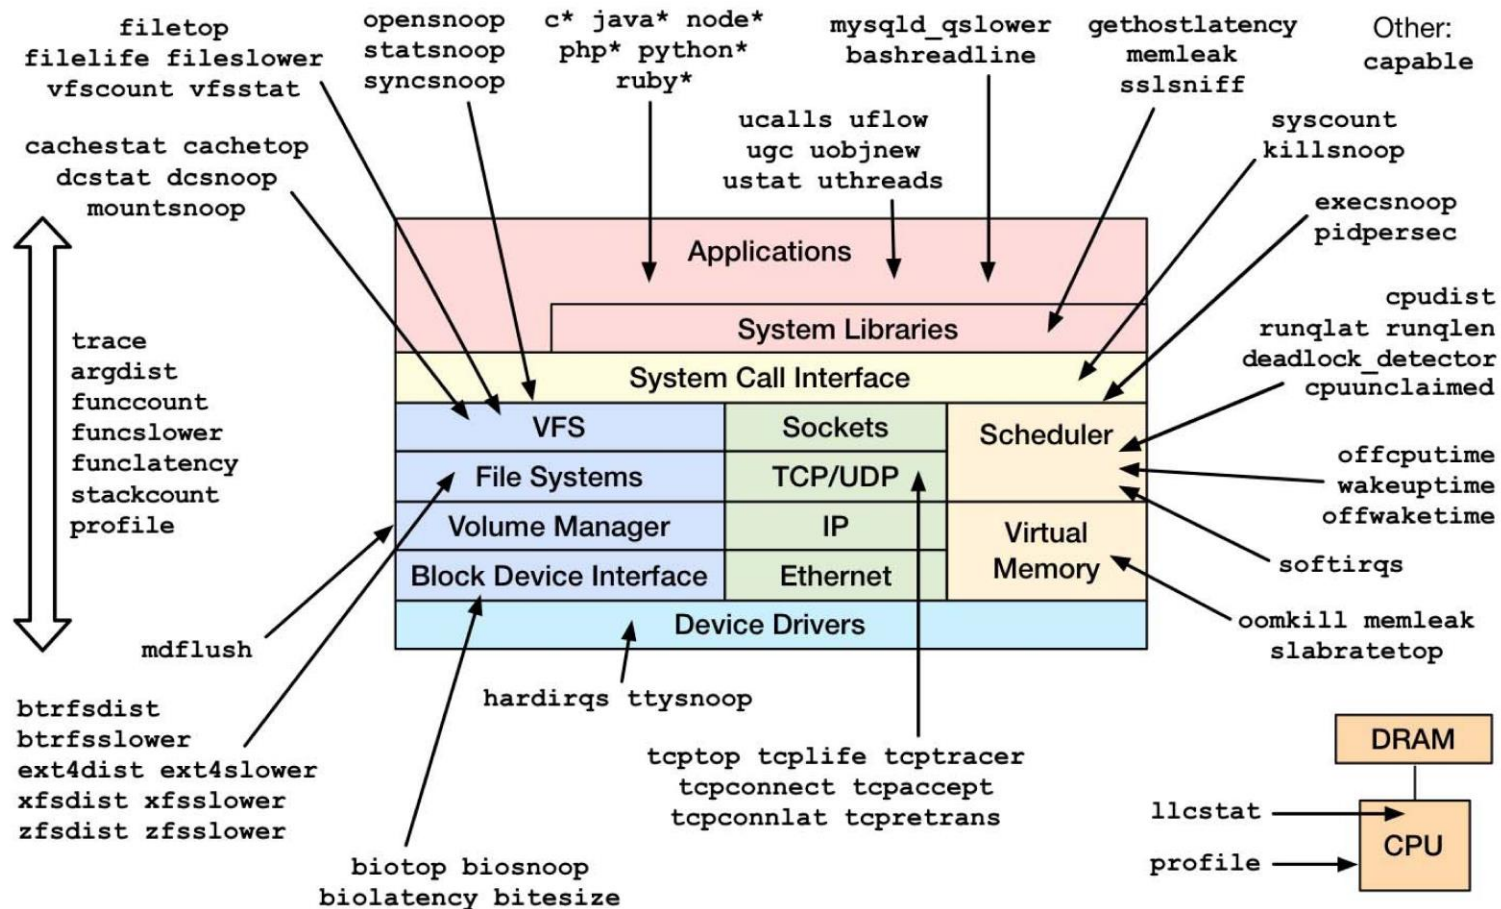 filetop
filelife fileslower
vfscount vfsstat
opensnoop
statsnoop
syncsnoop
c* java* node*
php* python*
ruby*
mysqld_qslower
bashreadline
gethostlatency
memleak
sslsniff
Other:
capable
cachestat cachetop
dcstat dcsnoop
mountsnoop
ucalls uflow
ugc uobjnew
ustat uthreads
syscount
killsnoop
execsnoop
pidpersec
Applications
System Libraries
System Call Interface
VFS
Sockets
Scheduler
File Systems
TCP/UDP
Volume Manager
IP
Virtual
Memory
Block Device Interface
Ethernet
Device Drivers
trace
argdist
funccount
funcslower
funclatency
stackcount
profile
cpudist
runqlat runqlen
deadlock_detector
cpuunclaimed
offcputime
wakeuptime
offwaketime
softirqs
oomkill memleak
slabratetop
mdflush
hardirqs ttysnoop
btrfsdist
btrfsslower
ext4dist ext4slower
xfsdist xfsslower
zfsdist zfsslower
tcptop tcplife tcptracer
tcpconnect tcpaccept
tcpconnlat tcpretrans
biotop biosnoop
biolatency bitesize
DRAM
llcstat
CPU
profile